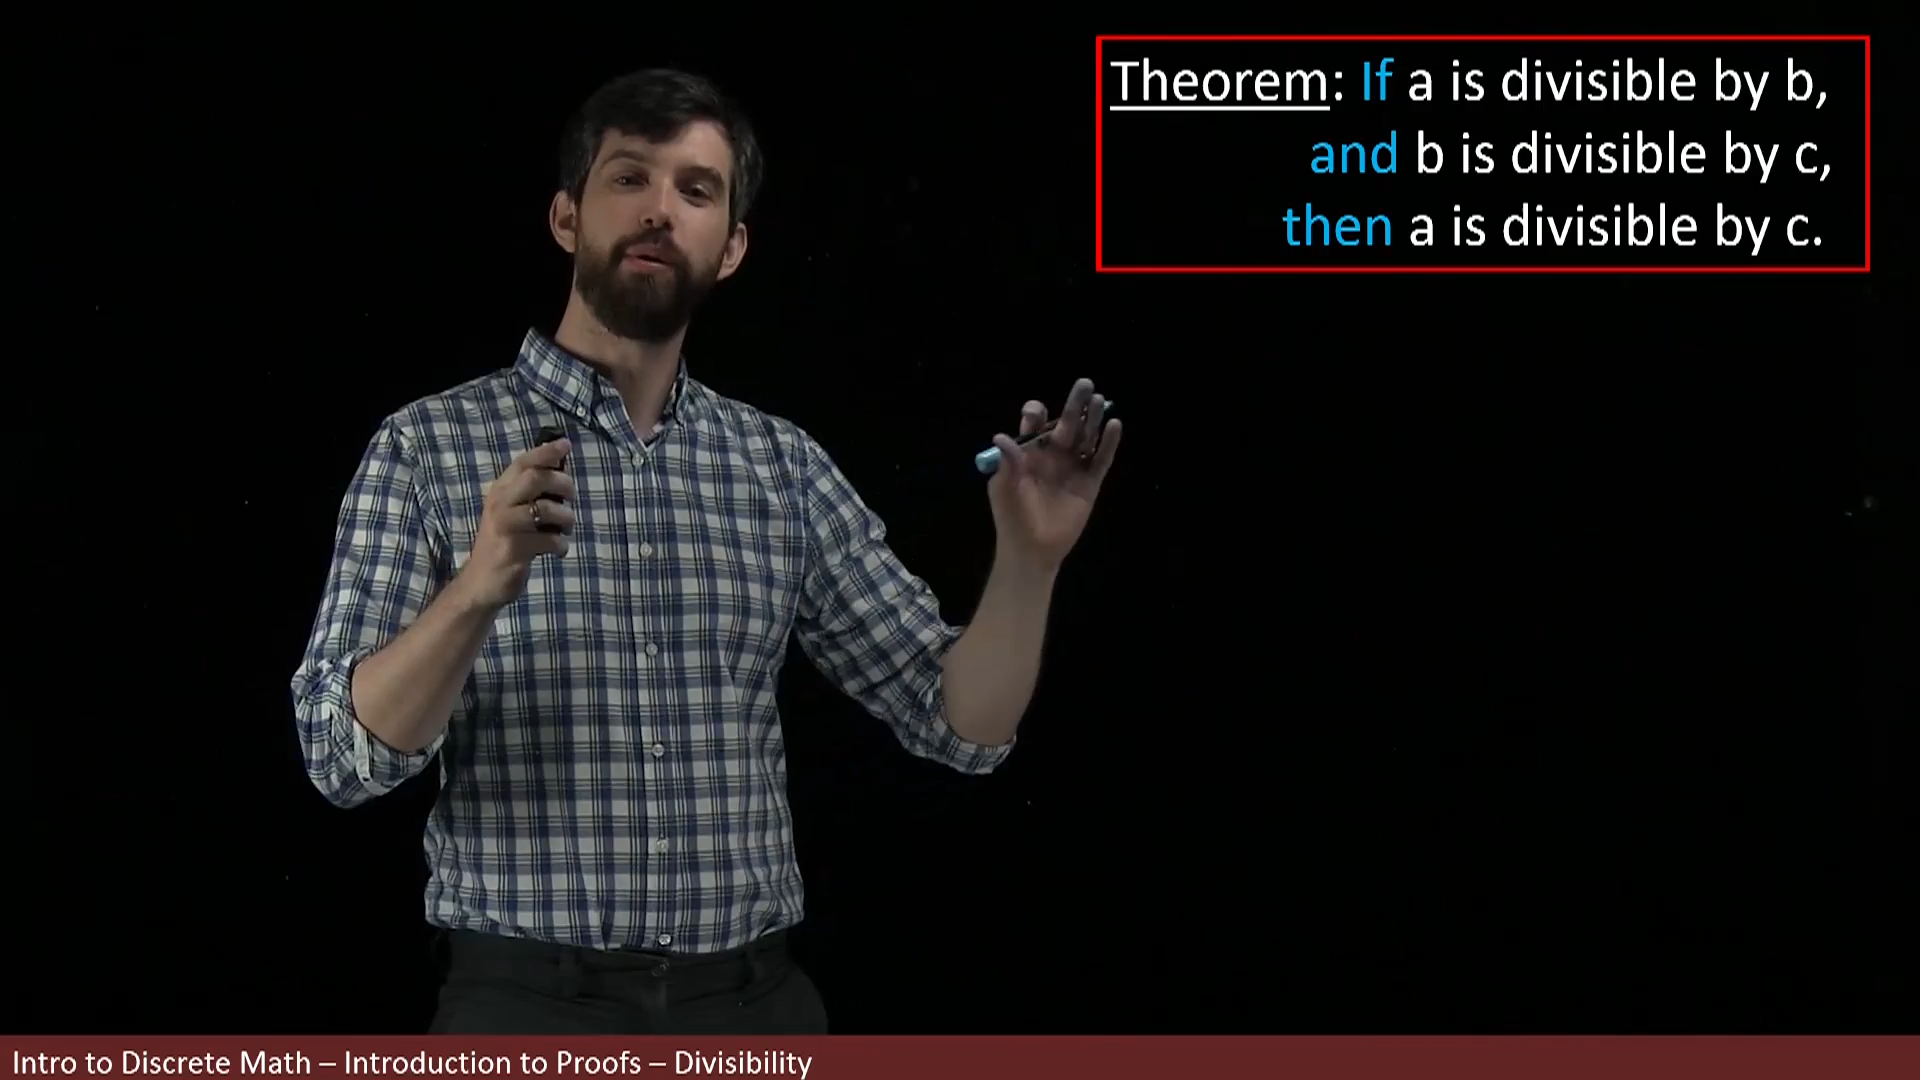 Theorem: If a is divisible by b,
and b is divisible by c,
then a is divisible by c.
Intro to Discrete Math – Introduction to Proofs – Divisibility